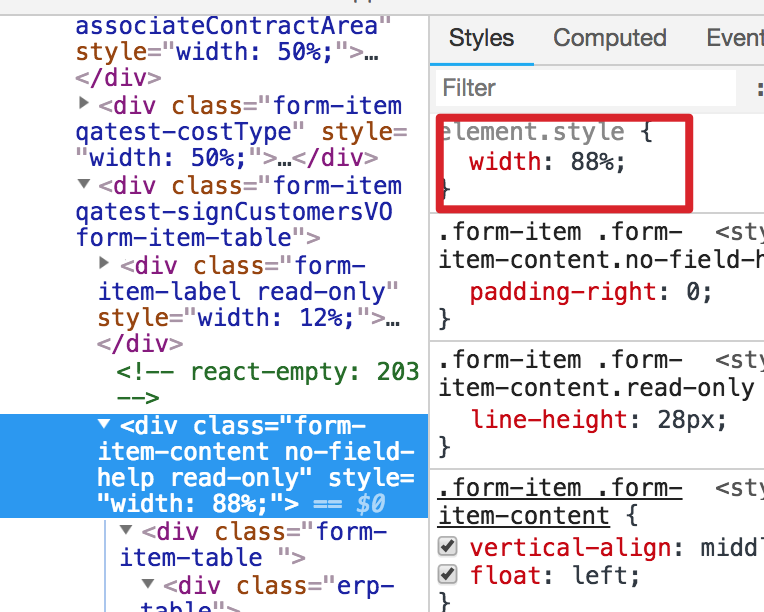 associateContractArea"
style="width: 50%;">…
</div>
<div class="form-item
qatest-costType" style=
"width: 50%;">…</div>
<div class="form-item
qatest-signCustomersVO
form-item-table">
<div class="form-
item-label read-only"
style="width: 12%;">…
</div>
<!-- react-empty: 203
-->
<div class="form-
item-content no-field-
help read-only" style=
"width: 88%;"> == $0
<div class="form-
item-table ">
<div class="erp-
table">
Styles Computed Event
Filter :
element.style {
width: 88%;
}
.form-item .form- <sty
item-content.no-field-h
padding-right: 0;
}
.form-item .form- <sty
item-content.read-only
line-height: 28px;
}
.form-item .form- <sty
item-content {
vertical-align: middl
float: left;
}